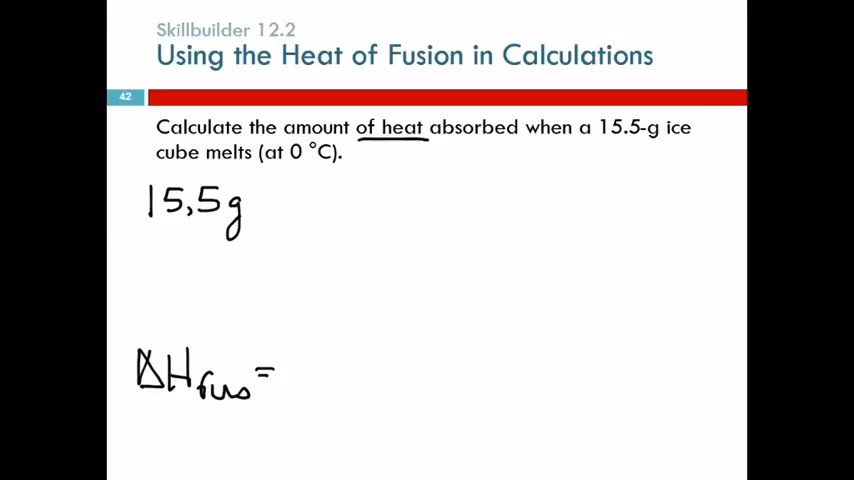 Skillbuilder 12.2
Using the Heat of Fusion in Calculations
42
Calculate the amount of heat absorbed when a 15.5-g ice
cube melts (at 0 °C).
15.5g
ΔHfus=